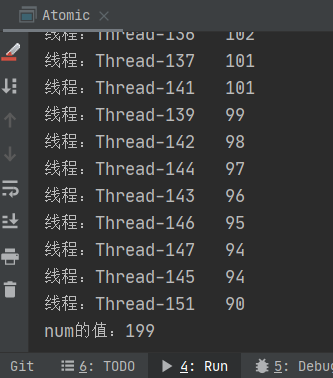 Atomic
线程：Thread-136 102
线程：Thread-137 101
线程：Thread-141 101
线程：Thread-139 99
线程：Thread-142 98
线程：Thread-144 97
线程：Thread-143 96
线程：Thread-146 95
线程：Thread-147 94
线程：Thread-145 94
线程：Thread-151 90
num的值：199
Git 6: TODO 4: Run 5: Debu